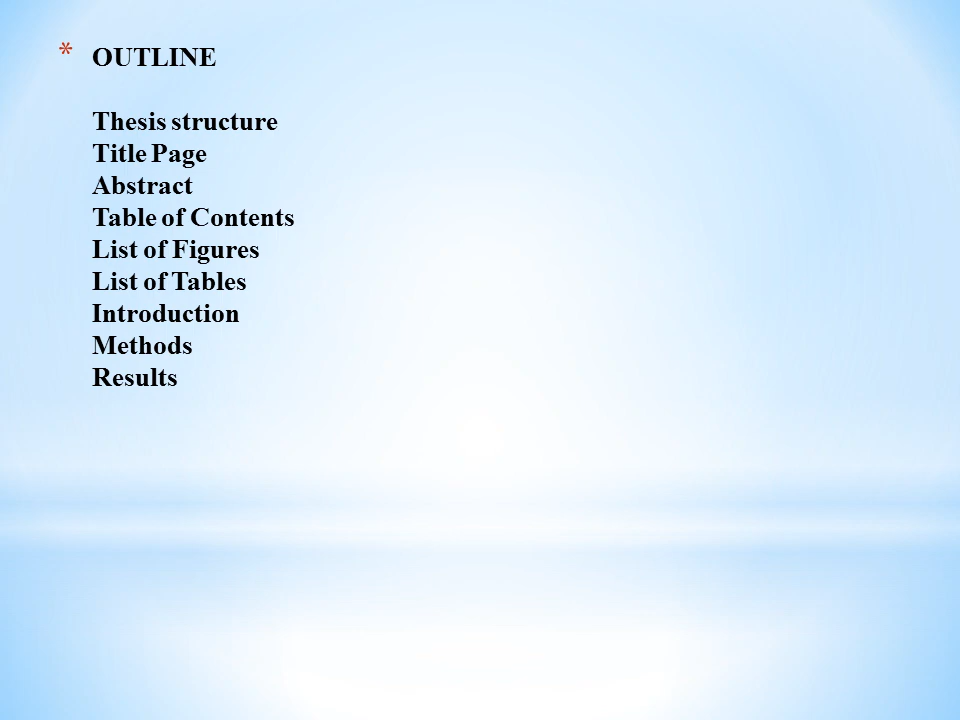 * OUTLINE
Thesis structure
Title Page
Abstract
Table of Contents
List of Figures
List of Tables
Introduction
Methods
Results